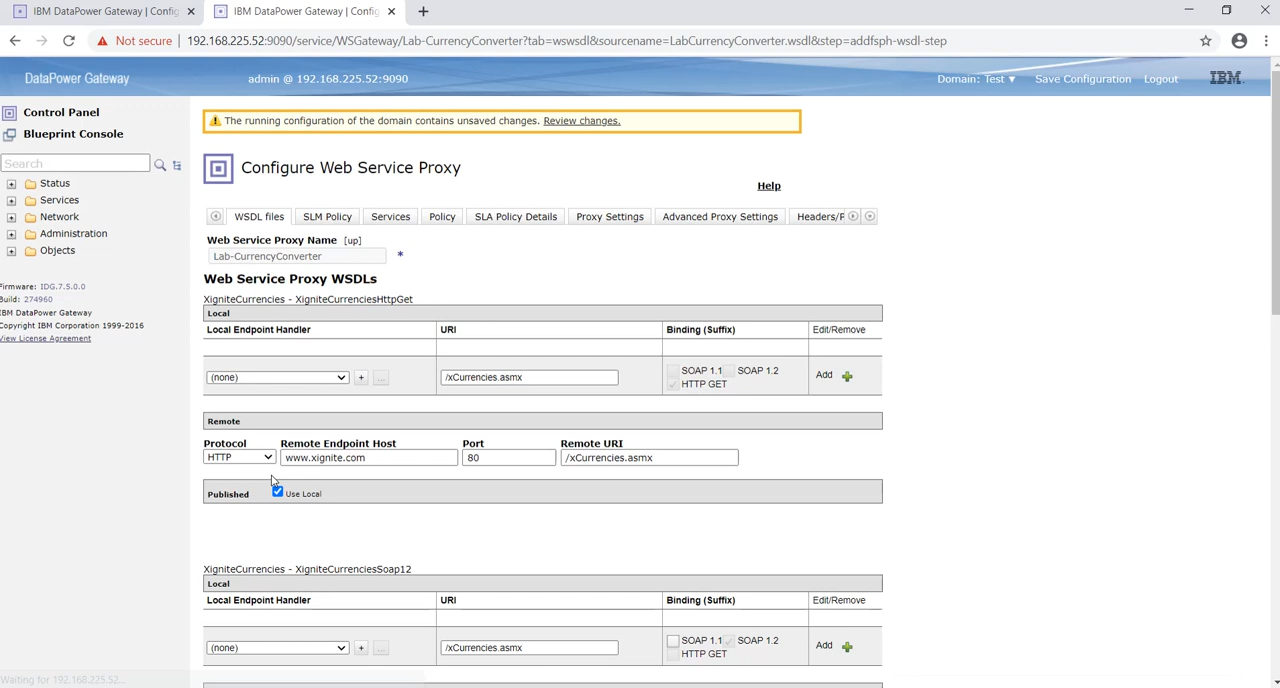 IBM DataPower Gateway | Config
IBM DataPower Gateway | Config
Not secure | 192.168.225.52:9090/service/WSGateway/Lab-CurrencyConverter?tab=wswsdl&sourcename=LabCurrencyConverter.wsdl&step=addfsph-wsdl-step
DataPower Gateway admin @ 192.168.225.52:9090 Domain: Test ▼ Save Configuration Logout IBM
Control Panel
Blueprint Console
Search
Status
Services
Network
Administration
Objects
Firmware: IDG.7.5.0.0
Build: 274960
IBM DataPower Gateway
Copyright IBM Corporation 1999-2016
View License Agreement
The running configuration of the domain contains unsaved changes. Review changes.
Configure Web Service Proxy
Help
WSDL files SLM Policy Services Policy SLA Policy Details Proxy Settings Advanced Proxy Settings Headers/P
Web Service Proxy Name [up]
Lab-CurrencyConverter *
Web Service Proxy WSDLs
XigniteCurrencies - XigniteCurrenciesHttpGet
Local
Local Endpoint Handler URI Binding (Suffix) Edit/Remove
(none) + ... /xCurrencies.asmx SOAP 1.1 SOAP 1.2 Add
HTTP GET
Remote
Protocol Remote Endpoint Host Port Remote URI
HTTP www.xignite.com 80 /xCurrencies.asmx
Published Use Local
XigniteCurrencies - XigniteCurrenciesSoap12
Local
Local Endpoint Handler URI Binding (Suffix) Edit/Remove
(none) + ... /xCurrencies.asmx SOAP 1.1 SOAP 1.2 Add
HTTP GET
Waiting for 192.168.225.52...